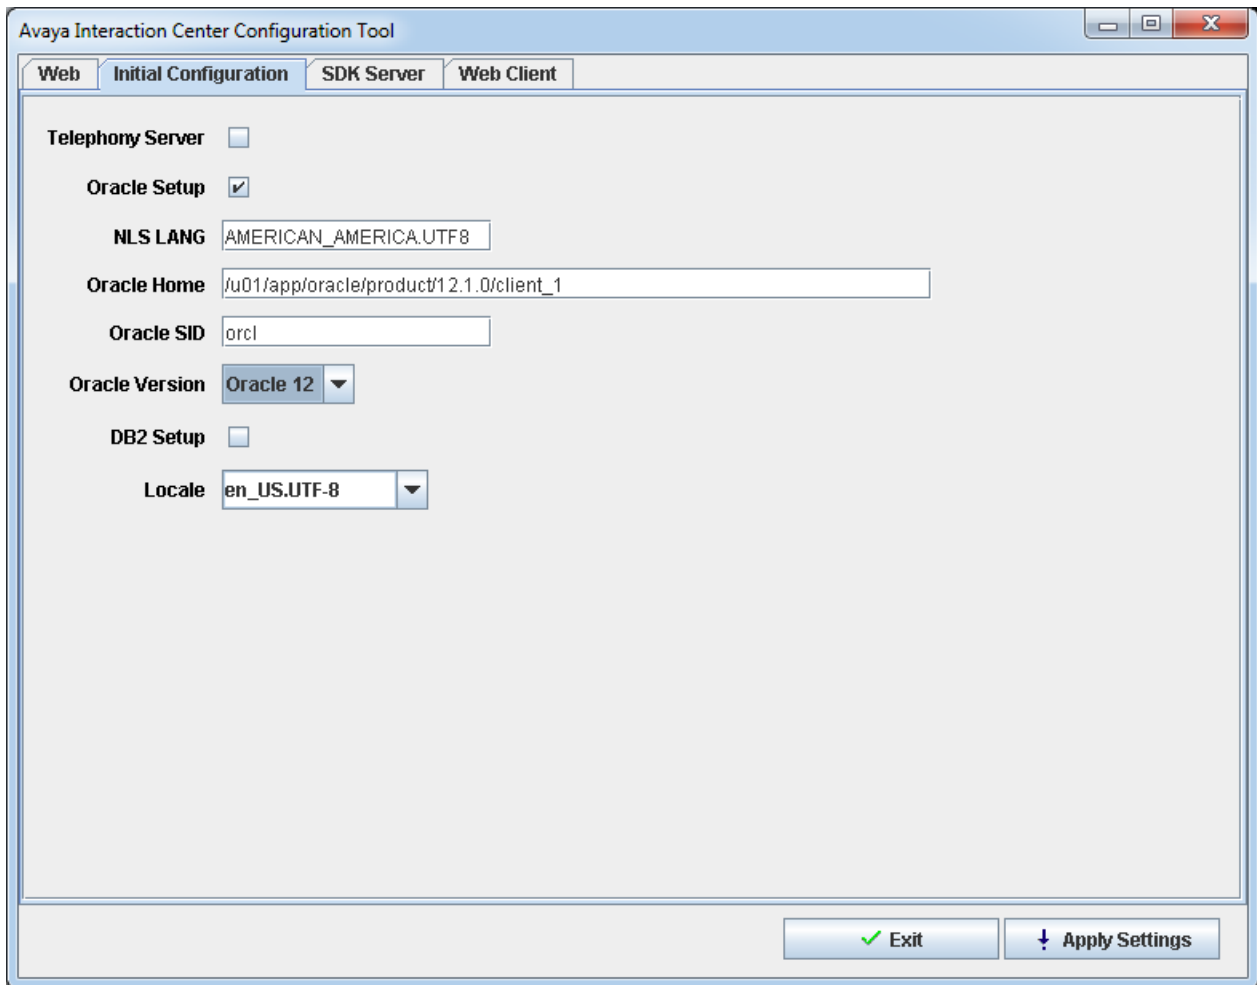 Avaya Interaction Center Configuration Tool
Web Initial Configuration SDK Server Web Client
Telephony Server
Oracle Setup
NLS LANG AMERICAN_AMERICA.UTF8
Oracle Home /u01/app/oracle/product/12.1.0/client_1
Oracle SID orcl
Oracle Version Oracle 12
DB2 Setup
Locale en_US.UTF-8
Exit Apply Settings